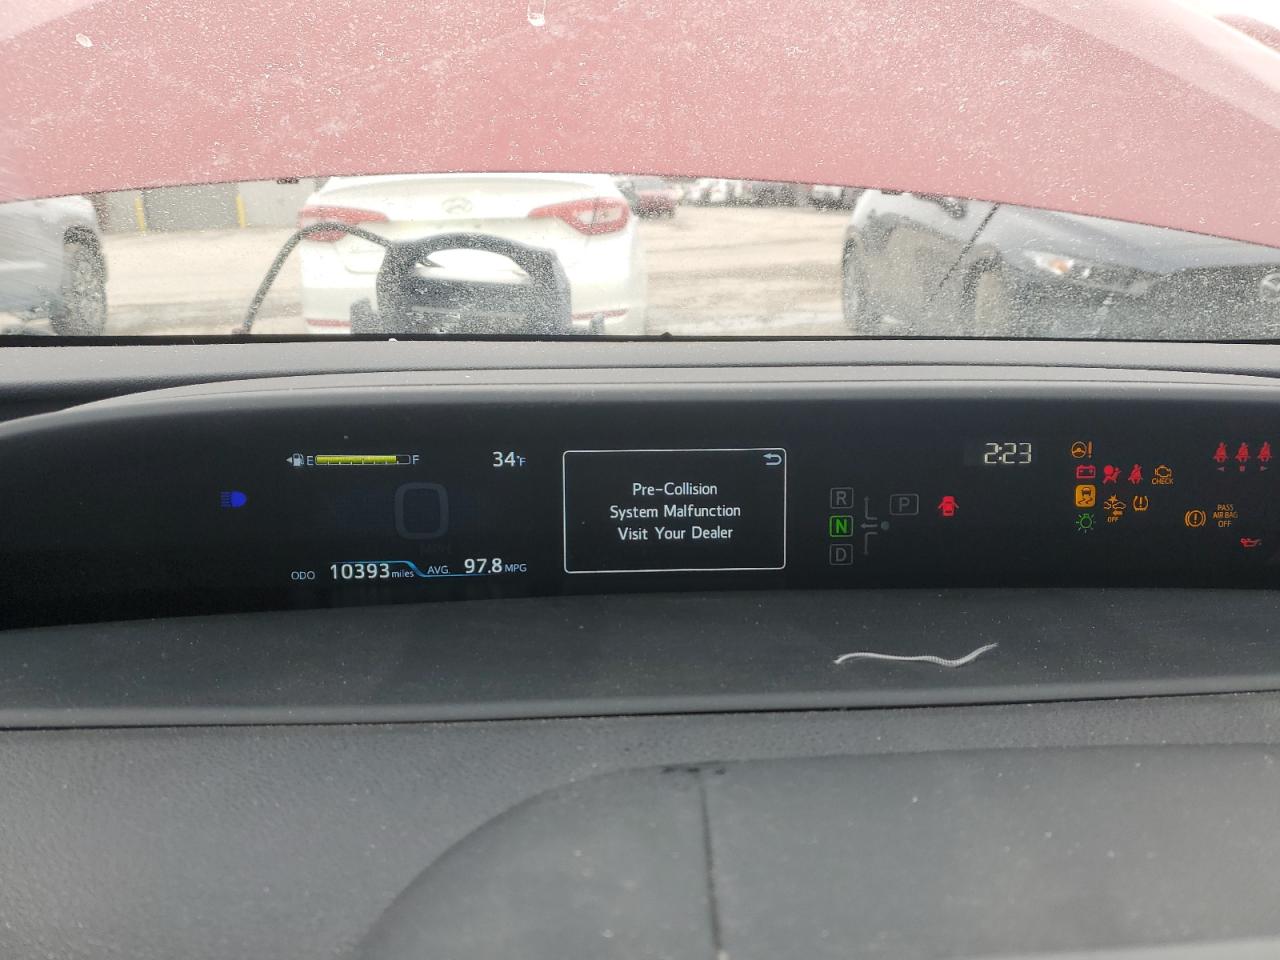 E F
34°F
ODO 10393 miles AVG. 97.8 MPG
Pre-Collision
System Malfunction
Visit Your Dealer
R
N
D
P
2:23
CHECK
OFF
PASS
AIR BAG
OFF